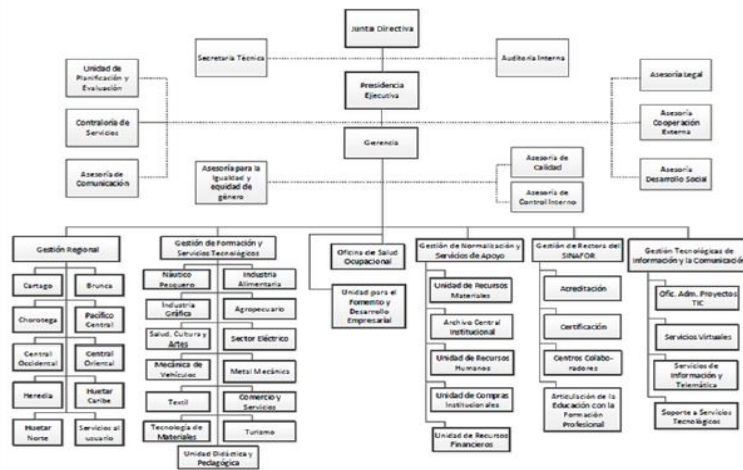 Junta Directiva
Secretaría Técnica
Auditoría Interna
Unidad de
Planificación y
Evaluación
Presidencia
Ejecutiva
Asesoría Legal
Contraloría de
Servicios
Asesoría
Cooperación
Externa
Gerencia
Asesoría de
Comunicación
Asesoría para la
Igualdad y
equidad de
género
Asesoría de
Calidad
Asesoría de
Control Interno
Asesoría
Desarrollo Social
Gestión Regional
Cartago
Brunca
Chorotega
Pacífico
Central
Central
Occidental
Central
Oriental
Heredia
Huetar
Caribe
Huetar
Norte
Servicios al
usuario
Gestión de Formación y
Servicios Tecnológicos
Náutico
Pesquero
Industria
Alimentaria
Industria
Gráfica
Agropecuario
Salud, Cultura y
Artes
Sector Eléctrico
Mecánica de
Vehículos
Metal Mecánica
Textil
Comercio y
Servicios
Tecnología de
Materiales
Turismo
Unidad Didáctica y
Pedagógica
Oficina de Salud
Ocupacional
Unidad para el
Fomento y
Desarrollo
Empresarial
Gestión de Normalización y
Servicios de Apoyo
Unidad de Recursos
Materiales
Archivo Central
Institucional
Unidad de Recursos
Humanos
Unidad de Compras
Institucionales
Unidad de Recursos
Financieros
Gestión de Rectora del
SINAFOR
Acreditación
Certificación
Centros Colabo-
radores
Articulación de la
Educación con la
Formación
Profesional
Gestión Tecnológicas de
Información y la Comunicación
Ofic. Adm. Proyectos
TIC
Servicios Virtuales
Servicios de
Información y
Telemática
Soporte a Servicios
Tecnológicos